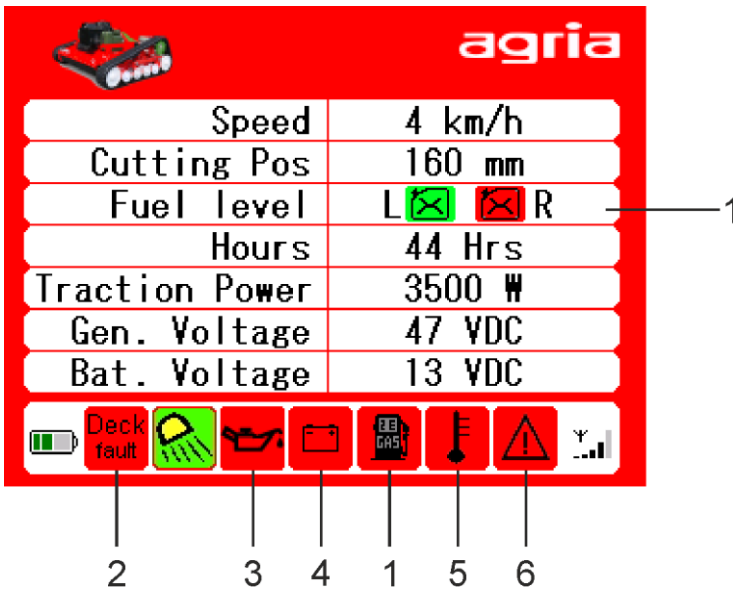 agria
Speed 4 km/h
Cutting Pos 160 mm
Fuel level L R
1
Hours 44 Hrs
Traction Power 3500 W
Gen. Voltage 47 VDC
Bat. Voltage 13 VDC
Deck
fault
GAS
2 3 4 1 5 6